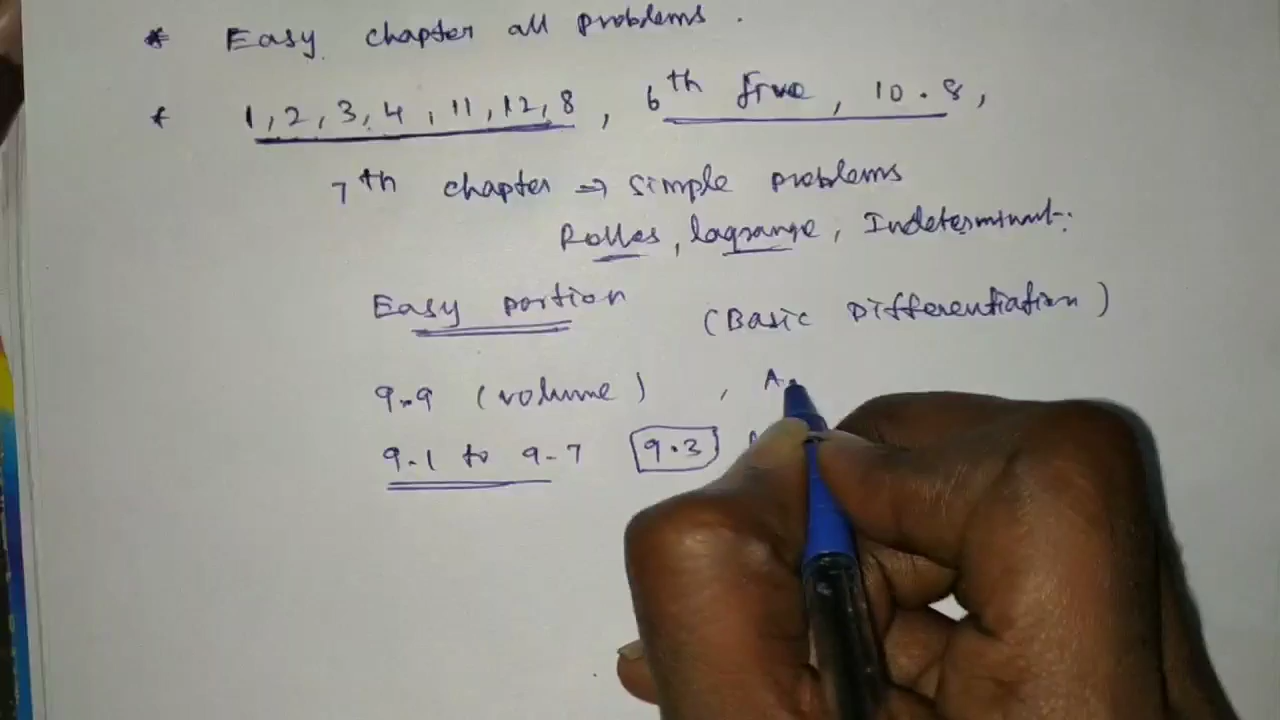 * Easy chapter all problems.
* 1, 2, 3, 4, 11, 12, 8, 6th five, 10.8,
7th chapter → simple problems
Rolles, lagrange, Indeterminant.
Easy portion (Basic Differentiation)
9.9 (volume) , A
9.1 to 9.7 9.3